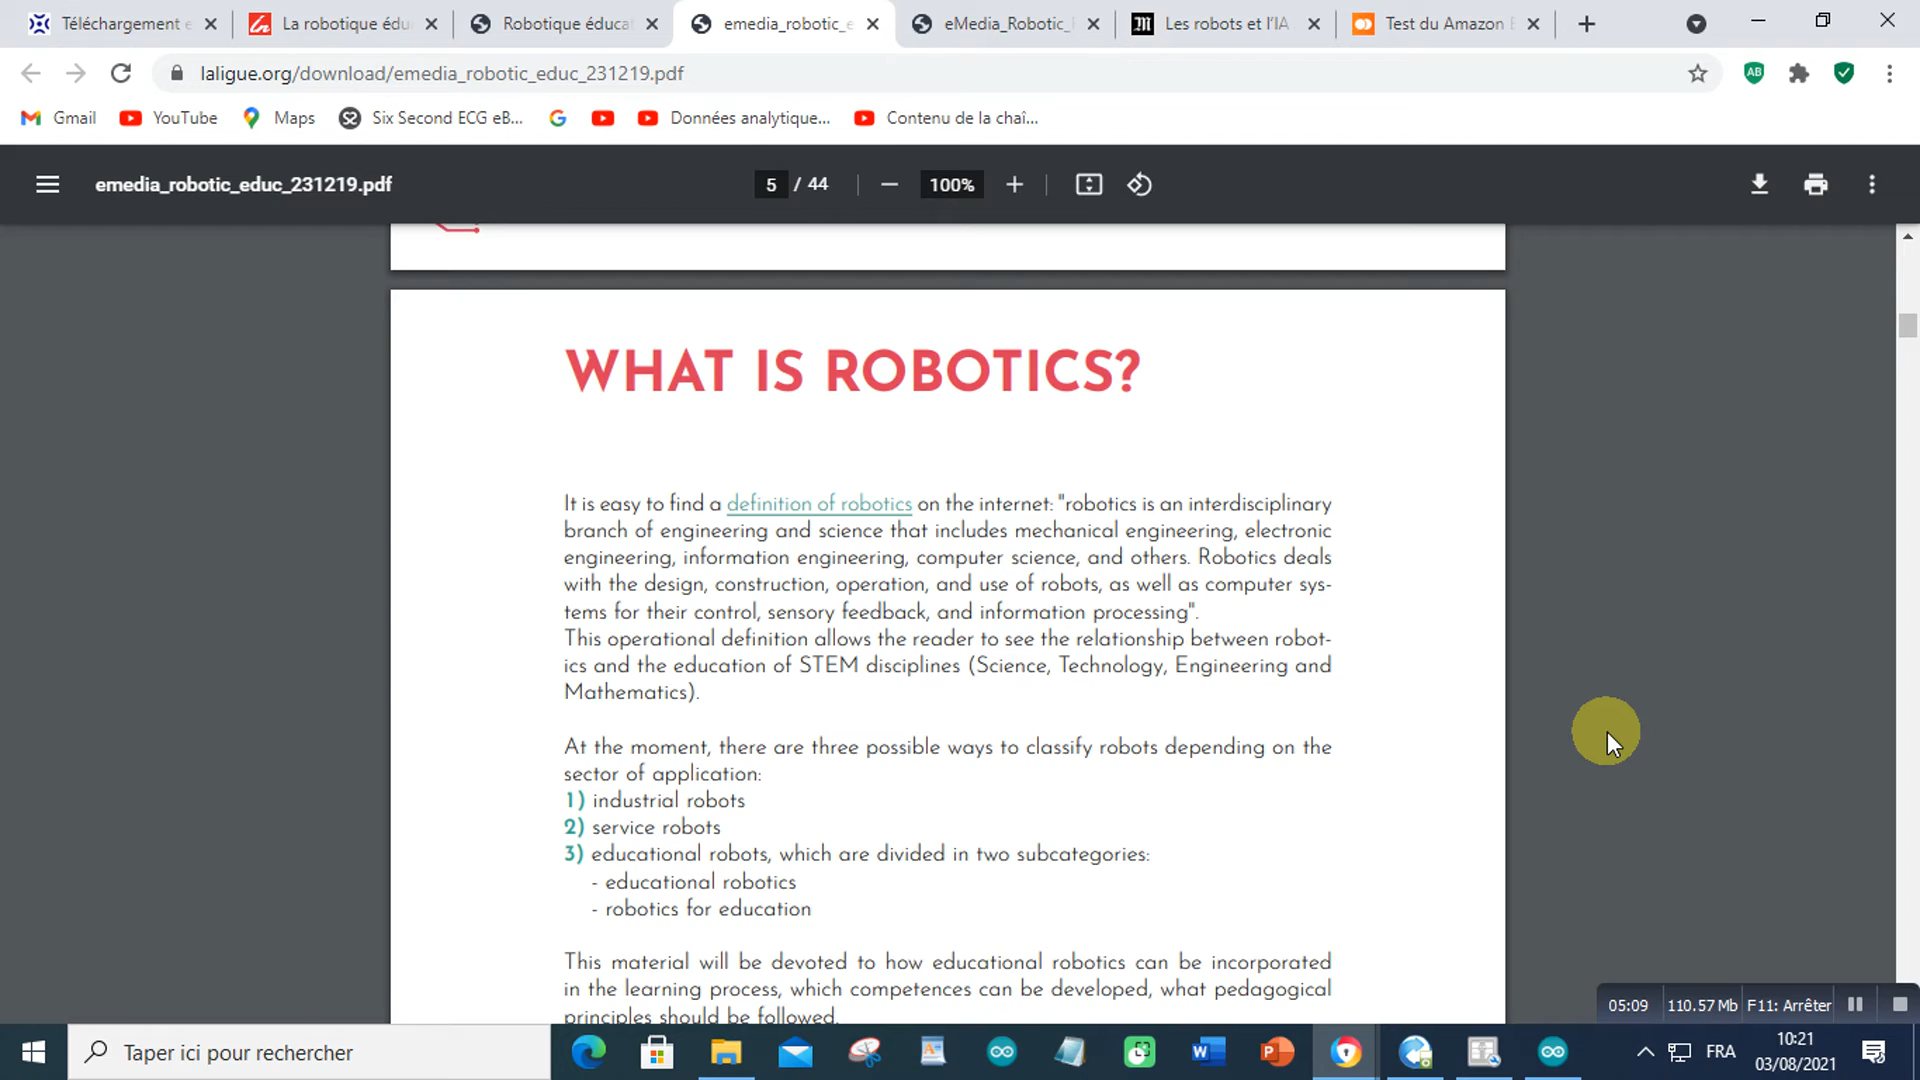 Téléchargement e
La robotique édu
Robotique éduca
emedia_robotic_e
eMedia_Robotic_
Les robots et l'IA
Test du Amazon
laligue.org/download/emedia_robotic_educ_231219.pdf
Gmail
YouTube
Maps
Six Second ECG eB...
Données analytique...
Contenu de la chaî...
emedia_robotic_educ_231219.pdf
5 / 44
100%
WHAT IS ROBOTICS?
It is easy to find a definition of robotics on the internet: "robotics is an interdisciplinary
branch of engineering and science that includes mechanical engineering, electronic
engineering, information engineering, computer science, and others. Robotics deals
with the design, construction, operation, and use of robots, as well as computer sys-
tems for their control, sensory feedback, and information processing".
This operational definition allows the reader to see the relationship between robot-
ics and the education of STEM disciplines (Science, Technology, Engineering and
Mathematics).
At the moment, there are three possible ways to classify robots depending on the
sector of application:
1) industrial robots
2) service robots
3) educational robots, which are divided in two subcategories:
- educational robotics
- robotics for education
This material will be devoted to how educational robotics can be incorporated
in the learning process, which competences can be developed, what pedagogical
principles should be followed.
05:09
110.57 Mb
F11: Arrêter
Taper ici pour rechercher
FRA
10:21
03/08/2021